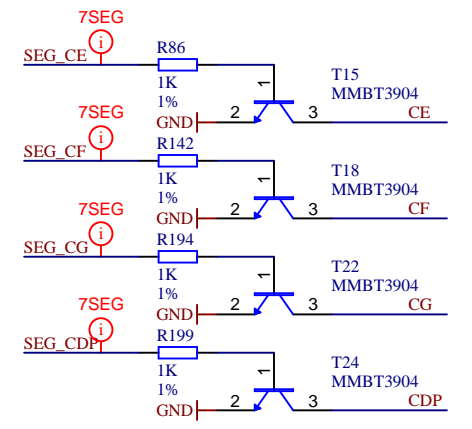 7SEG
i
SEG_CE
R86
1K
1%
1
T15
MMBT3904
GND
2
3
CE
7SEG
i
SEG_CF
R142
1K
1%
1
T18
MMBT3904
GND
2
3
CF
7SEG
i
SEG_CG
R194
1K
1%
1
T22
MMBT3904
GND
2
3
CG
7SEG
i
SEG_CDP
R199
1K
1%
1
T24
MMBT3904
GND
2
3
CDP